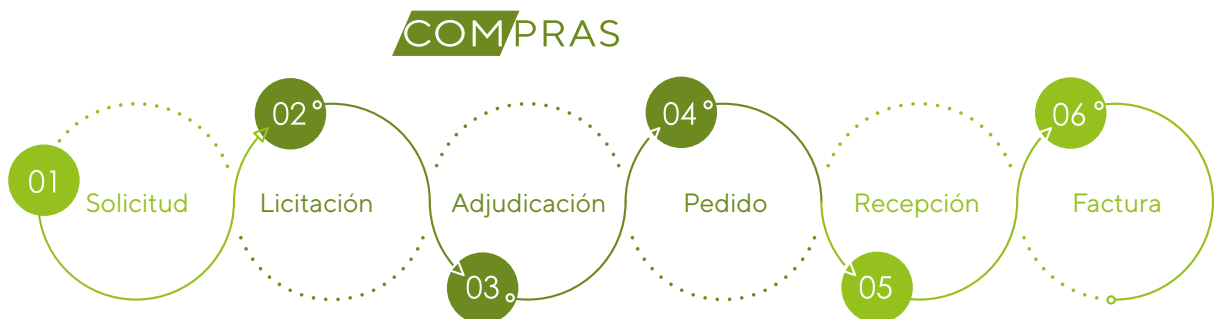 COMPRAS
01
Solicitud
02
Licitación
03
Adjudicación
04
Pedido
05
Recepción
06
Factura